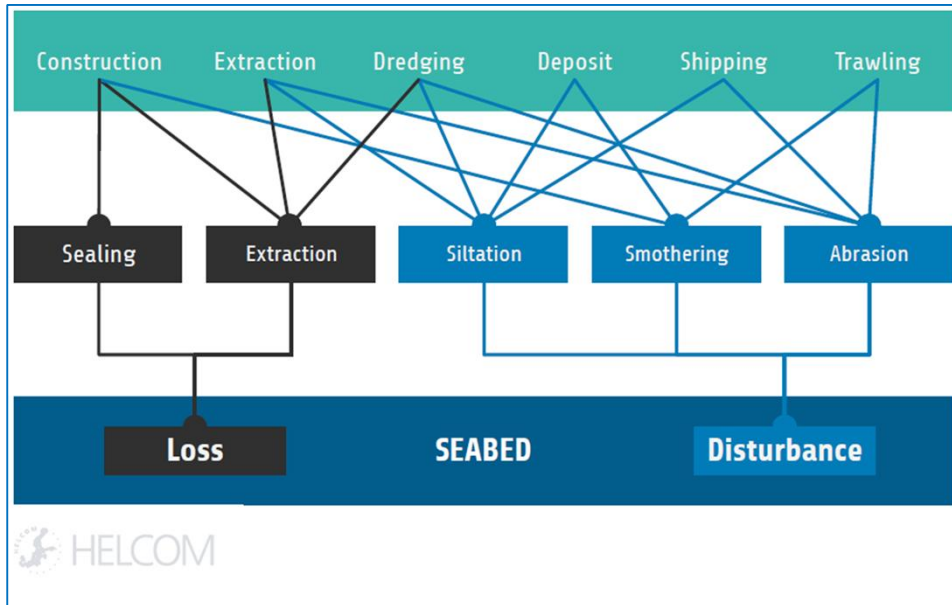 Construction Extraction Dredging Deposit Shipping Trawling
Sealing Extraction Siltation Smothering Abrasion
Loss SEABED Disturbance
HELCOM